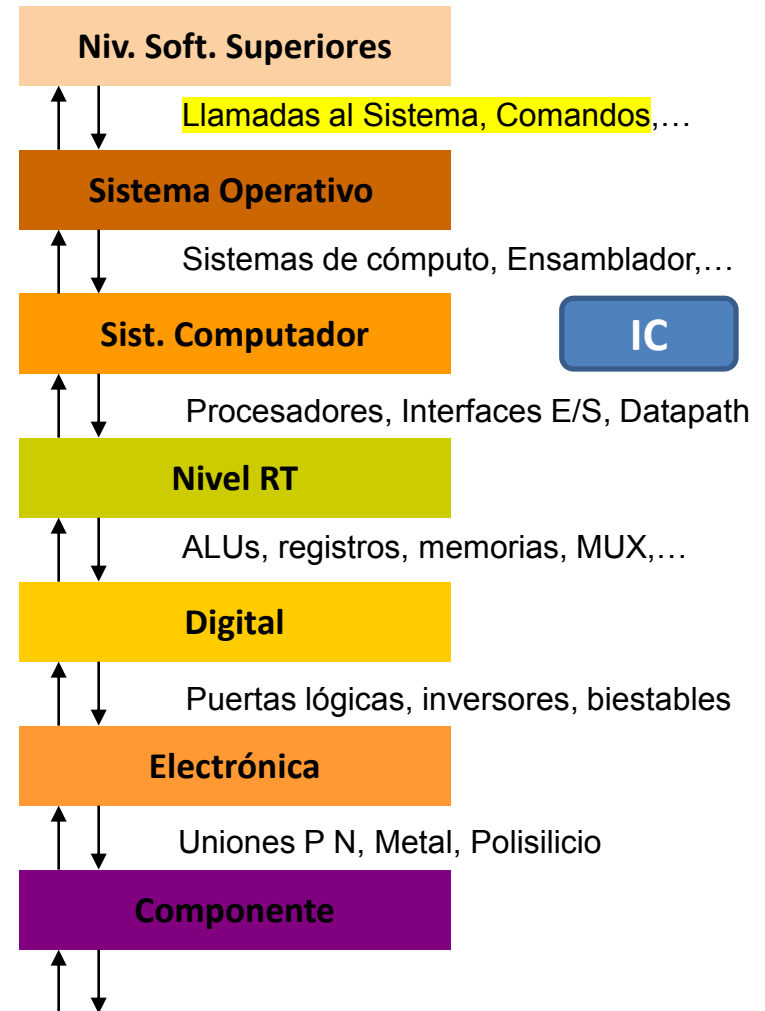 Niv. Soft. Superiores
Llamadas al Sistema, Comandos,…
Sistema Operativo
Sistemas de cómputo, Ensamblador,…
Sist. Computador
IC
Procesadores, Interfaces E/S, Datapath
Nivel RT
ALUs, registros, memorias, MUX,…
Digital
Puertas lógicas, inversores, biestables
Electrónica
Uniones P N, Metal, Polisilicio
Componente